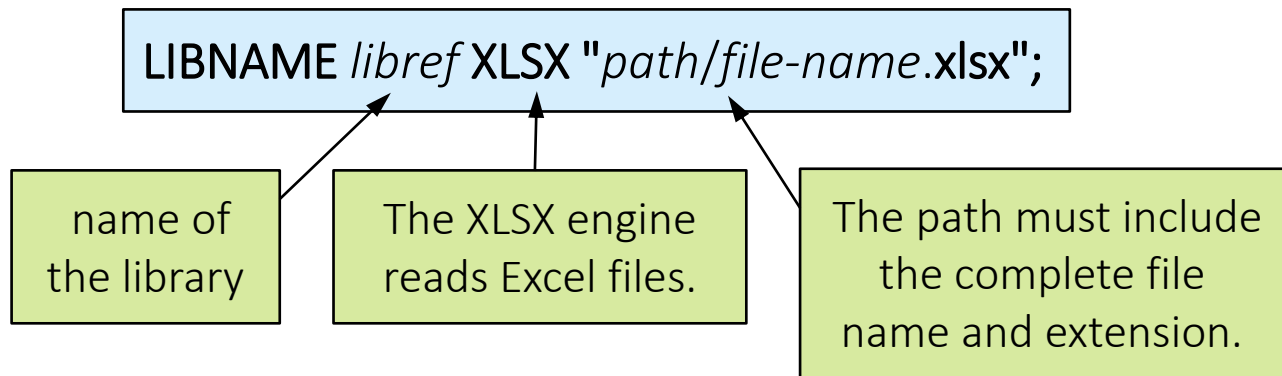 LIBNAME libref XLSX "path/file-name.xlsx";
name of
the library
The XLSX engine
reads Excel files.
The path must include
the complete file
name and extension.